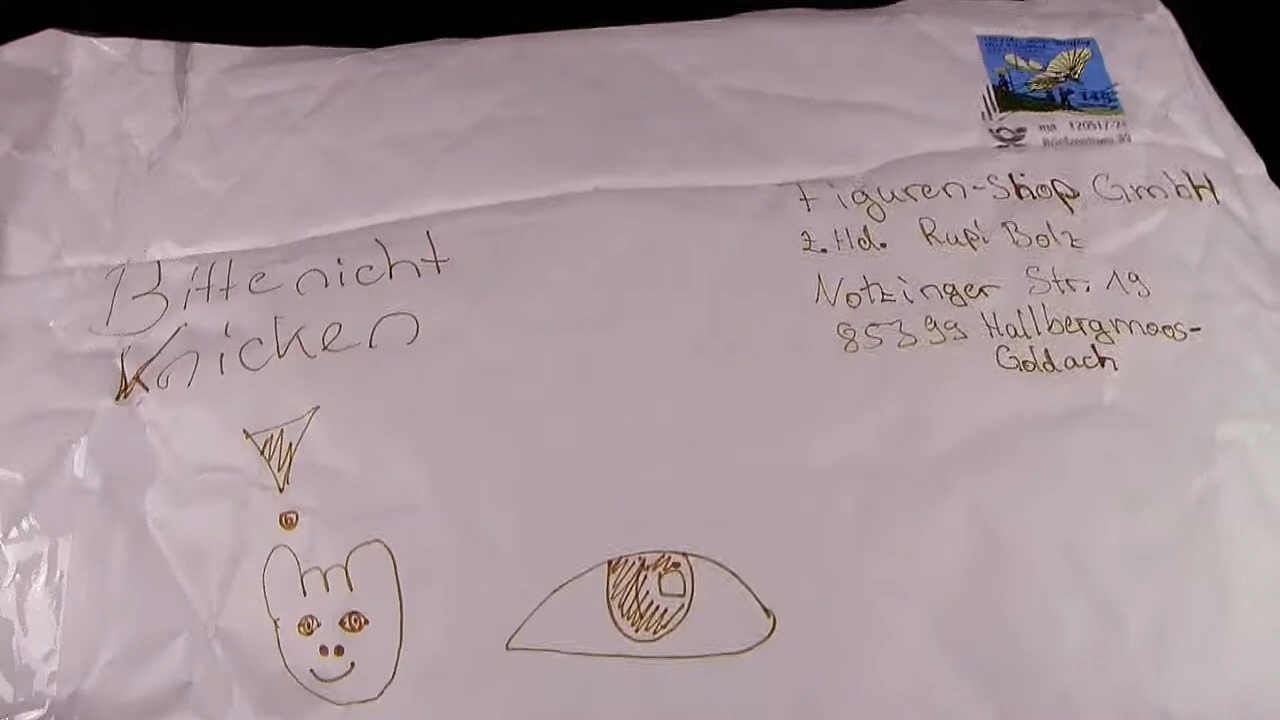 Figuren-Shop GmbH
z.Hd. Rupi Bolz
Notzinger Str. 19
85399 Hallbergmoos-
Goldach
Bitte nicht
Knicken